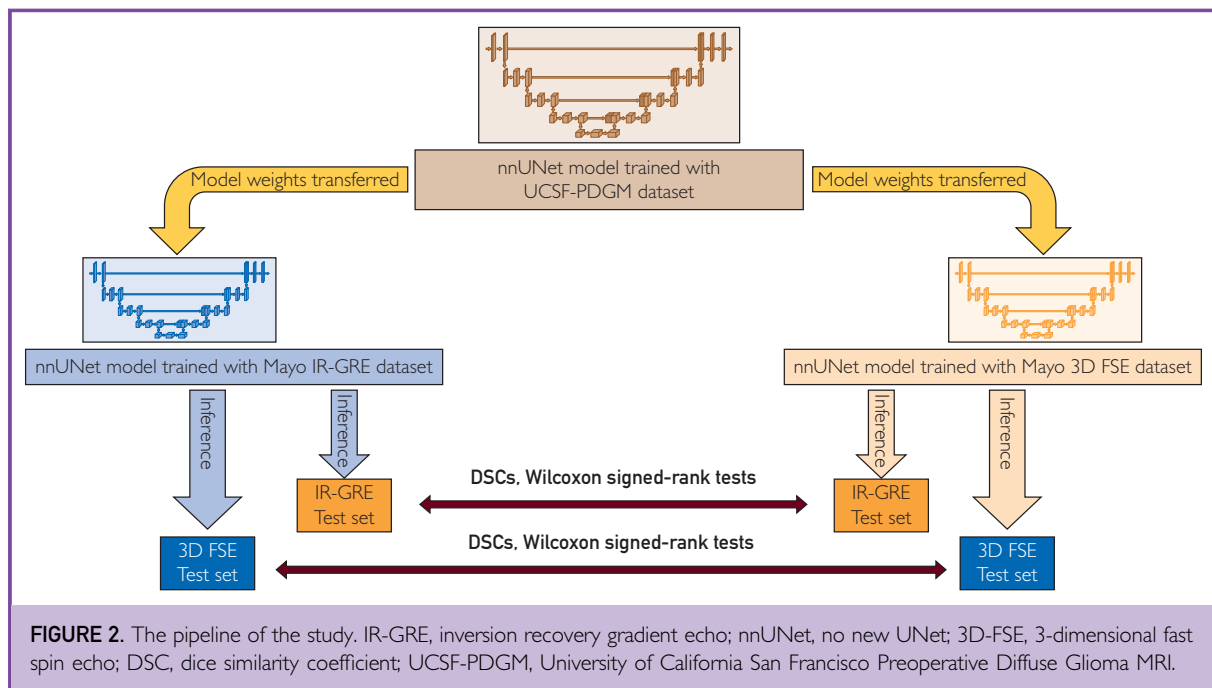 nnUNet model trained with
UCSF-PDGM dataset
Model weights transferred
Model weights transferred
nnUNet model trained with Mayo IR-GRE dataset
nnUNet model trained with Mayo 3D FSE dataset
Inference
Inference
Inference
Inference
DSCs, Wilcoxon signed-rank tests
IR-GRE
Test set
IR-GRE
Test set
DSCs, Wilcoxon signed-rank tests
3D FSE
Test set
3D FSE
Test set
FIGURE 2. The pipeline of the study. IR-GRE, inversion recovery gradient echo; nnUNet, no new UNet; 3D-FSE, 3-dimensional fast
spin echo; DSC, dice similarity coefficient; UCSF-PDGM, University of California San Francisco Preoperative Diffuse Glioma MRI.